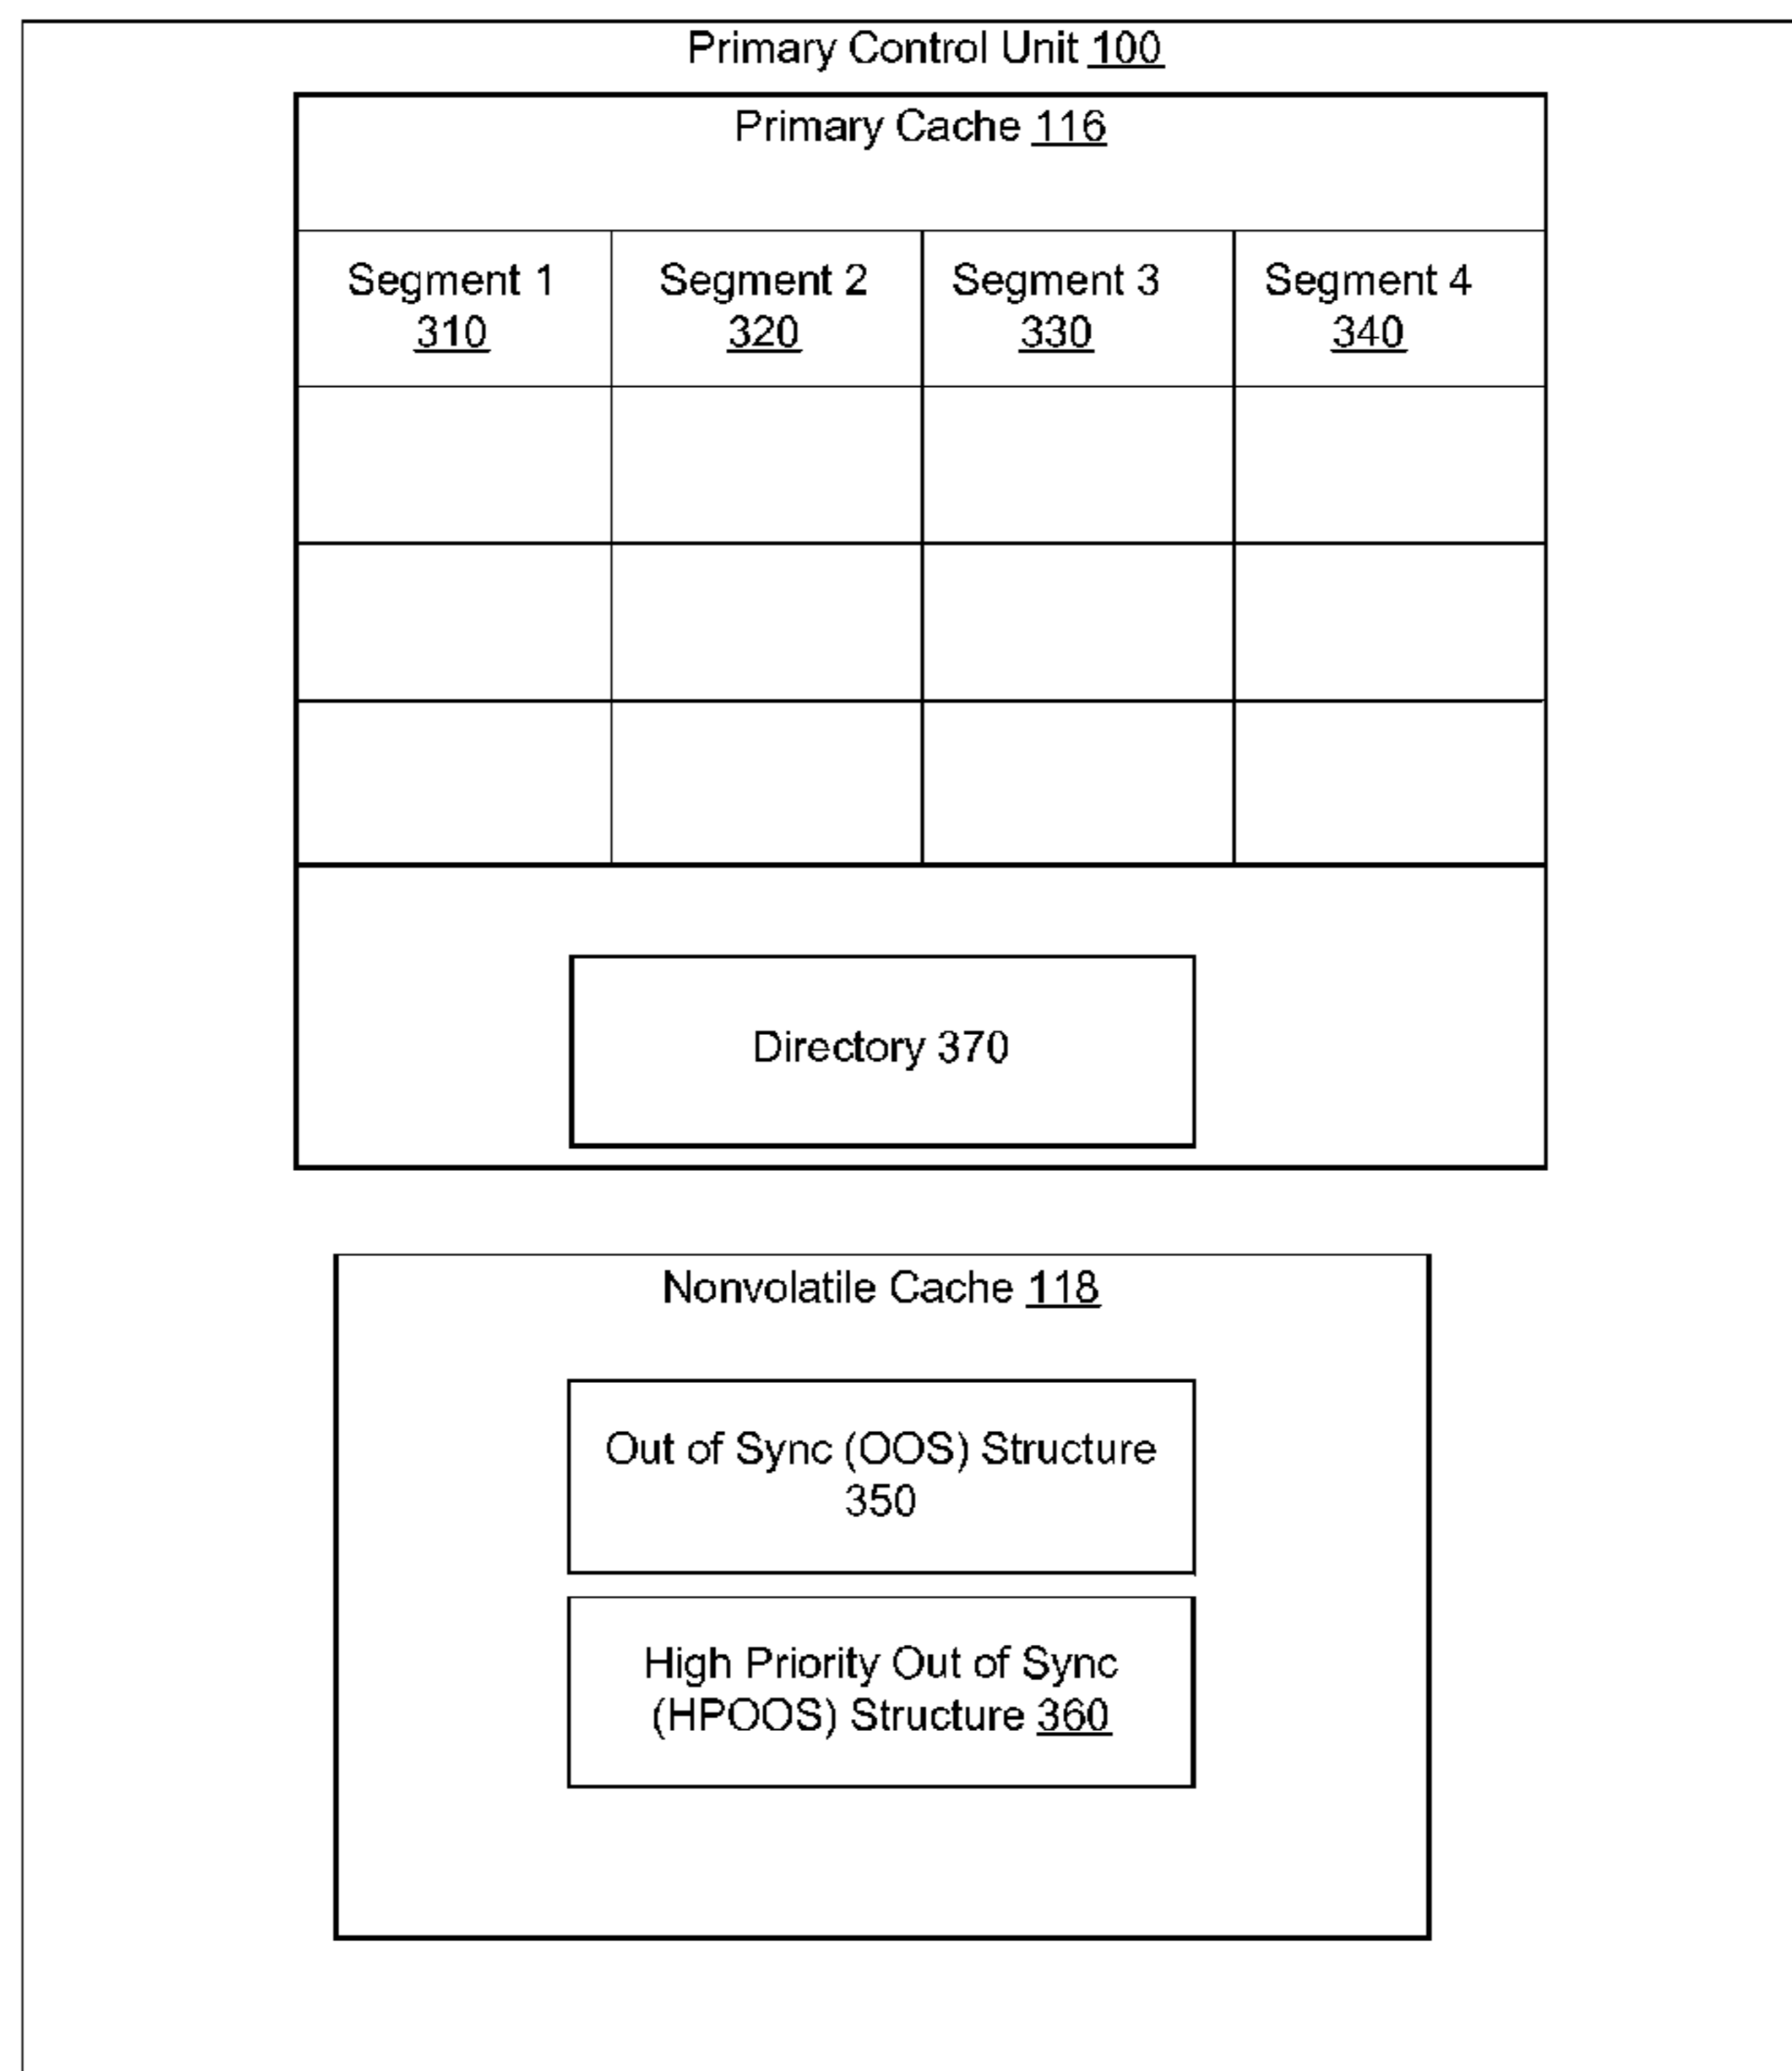 Primary Control Unit 100
Primary Cache 116
Segment 1
310
Segment 2
320
Segment 3
330
Segment 4
340
Directory 370
Nonvolatile Cache 118
Out of Sync (OOS) Structure
350
High Priority Out of Sync
(HPOOS) Structure 360